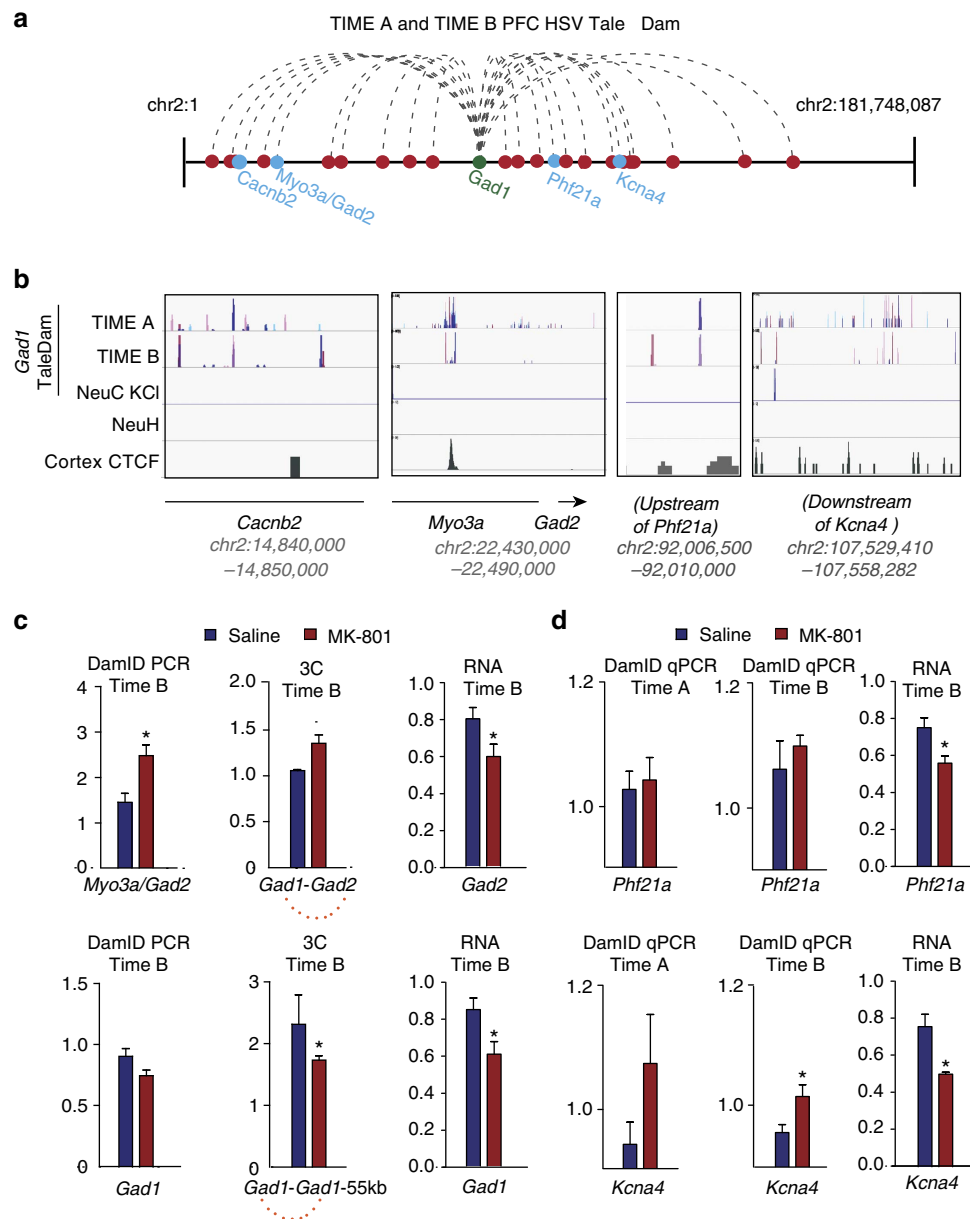 a
TIME A and TIME B PFC HSV Tale Dam
chr2:1
chr2:181,748,087
Cacnb2
Myo3a/Gad2
Gad1
Phf21a
Kcna4
b
Gad1
TaleDam
TIME A
TIME B
NeuC KCl
NeuH
Cortex CTCF
Cacnb2
chr2:14,840,000
–14,850,000
Myo3a
Gad2
chr2:22,430,000
–22,490,000
(Upstream
of Phf21a)
chr2:92,006,500
–92,010,000
(Downstream
of Kcna4 )
chr2:107,529,410
–107,558,282
c
Saline
MK-801
DamID PCR
Time B
4
3
2
1
0
*
Myo3a/Gad2
3C
Time B
2.0
1.5
1.0
0.5
0
Gad1-Gad2
RNA
Time B
1.0
0.8
0.6
0.4
0.2
0.0
*
Gad2
DamID PCR
Time B
1.5
1.0
0.5
0
Gad1
3C
Time B
3
2
1
0
*
Gad1-Gad1-55kb
RNA
Time B
1.0
0.8
0.6
0.4
0.2
0.0
*
Gad1
d
Saline
MK-801
DamID qPCR
Time A
1.2
1.0
Phf21a
DamID qPCR
Time B
1.2
1.0
Phf21a
RNA
Time B
1.0
0.8
0.6
0.4
0.2
0.0
*
Phf21a
DamID qPCR
Time A
1.2
1.0
Kcna4
DamID qPCR
Time B
1.2
1.0
*
Kcna4
RNA
Time B
1.0
0.8
0.6
0.4
0.2
0.0
*
Kcna4